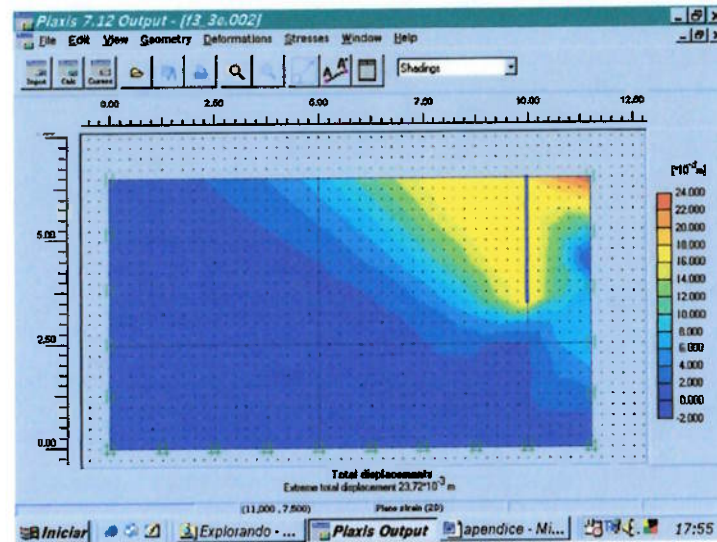 Plaxis 7.12 Output - [f3_3e.002]
File Edit View Geometry Deformations Stresses Window Help
Input Calc Curves Shadings
0.00 2.50 5.00 7.50 10.00 12.50
5.00
2.50
0.00
[*10⁻³m]
24.000
22.000
20.000
18.000
16.000
14.000
12.000
10.000
8.000
6.000
4.000
2.000
0.000
-2.000
Total displacements
Extreme total displacement 23.72*10⁻³ m
(11,000 , 7,500) Plane strain (2D)
Iniciar Explorando - ... Plaxis Output apendice - Mi... 17:55